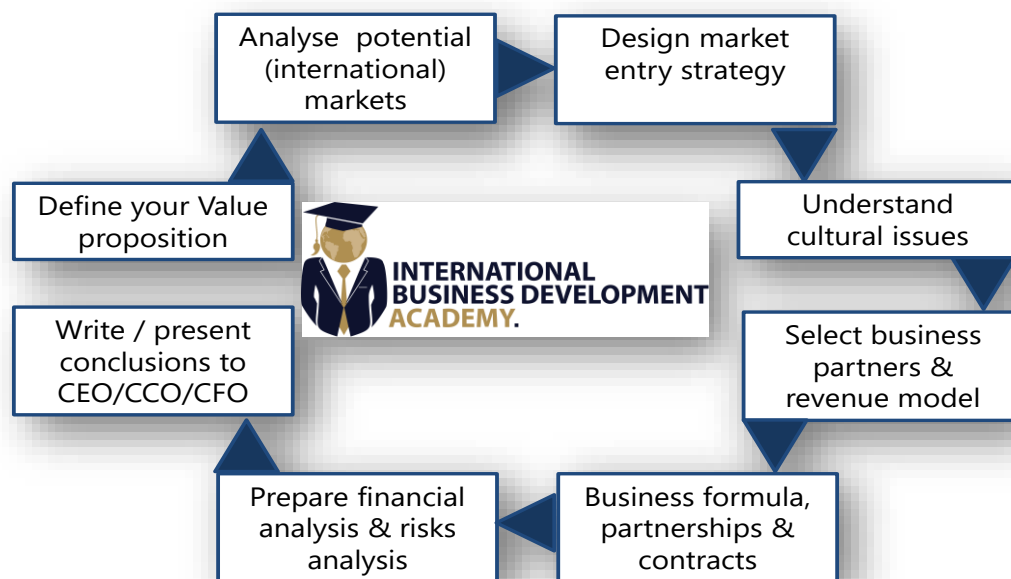 Analyse potential
(international)
markets
Design market
entry strategy
Understand
cultural issues
Select business
partners &
revenue model
Business formula,
partnerships &
contracts
Prepare financial
analysis & risks
analysis
Write / present
conclusions to
CEO/CCO/CFO
Define your Value
proposition
INTERNATIONAL
BUSINESS DEVELOPMENT
ACADEMY.